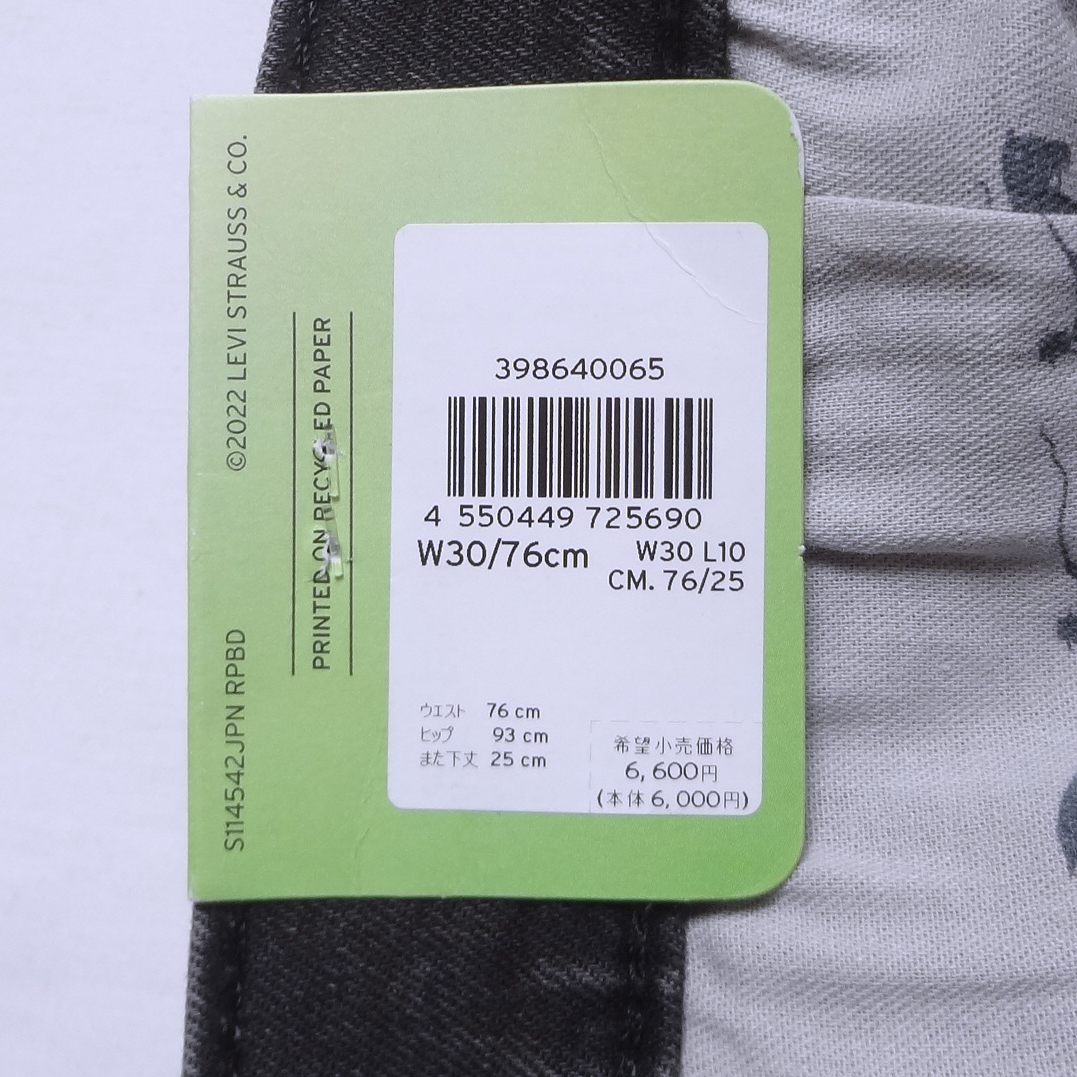 ©2022 LEVI STRAUSS & CO.
S114542JPN RPBD
PRINTED ON RECYCLED PAPER
398640065
4 550449 725690
W30/76cm
W30 L10
CM. 76/25
ウエスト 76 cm
ヒップ 93 cm
また下丈 25 cm
希望小売価格
6,600円
(本体6,000円)